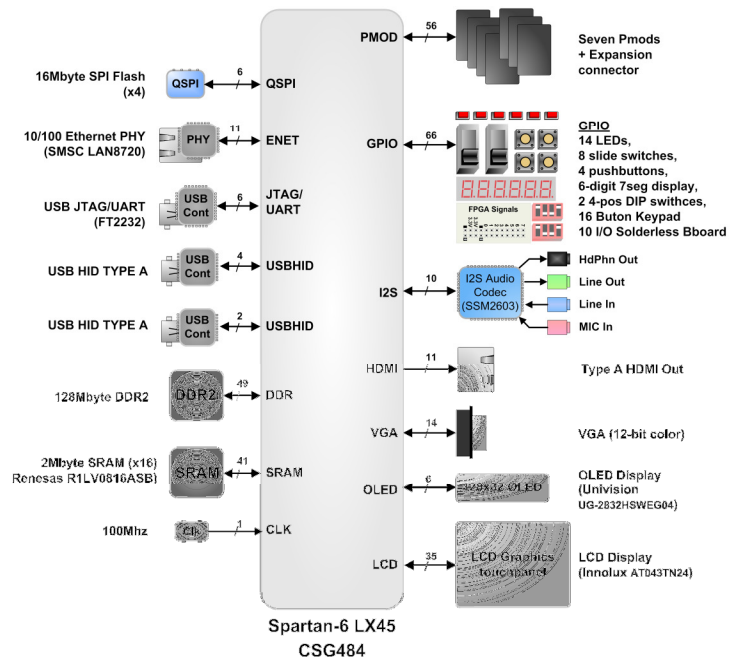 PMOD
56
Seven Pmods
+ Expansion
connector
16Mbyte SPI Flash
(x4)
QSPI
6
QSPI
10/100 Ethernet PHY
(SMSC LAN8720)
PHY
11
ENET
GPIO
66
GPIO
14 LEDs,
8 slide switches,
4 pushbuttons,
6-digit 7seg display,
2 4-pos DIP swithces,
16 Buton Keypad
10 I/O Solderless Bboard
FPGA Signals
3.3V
3.3V
USB JTAG/UART
(FT2232)
USB
Cont
6
JTAG/
UART
USB HID TYPE A
USB
Cont
4
USBHID
I2S
10
I2S Audio
Codec
(SSM2603)
HdPhn Out
Line Out
Line In
MIC In
USB HID TYPE A
USB
Cont
2
USBHID
HDMI
11
Type A HDMI Out
128Mbyte DDR2
DDR2
49
DDR
VGA
14
VGA (12-bit color)
2Mbyte SRAM (x16)
Renesas R1LV0816ASB)
SRAM
41
SRAM
OLED
6
128x32 OLED
OLED Display
(Univision
UG-2832HSWEG04)
100Mhz
Clk
1
CLK
LCD
35
LCD Graphics
touchpanel
LCD Display
(Innolux AT043TN24)
Spartan-6 LX45
CSG484